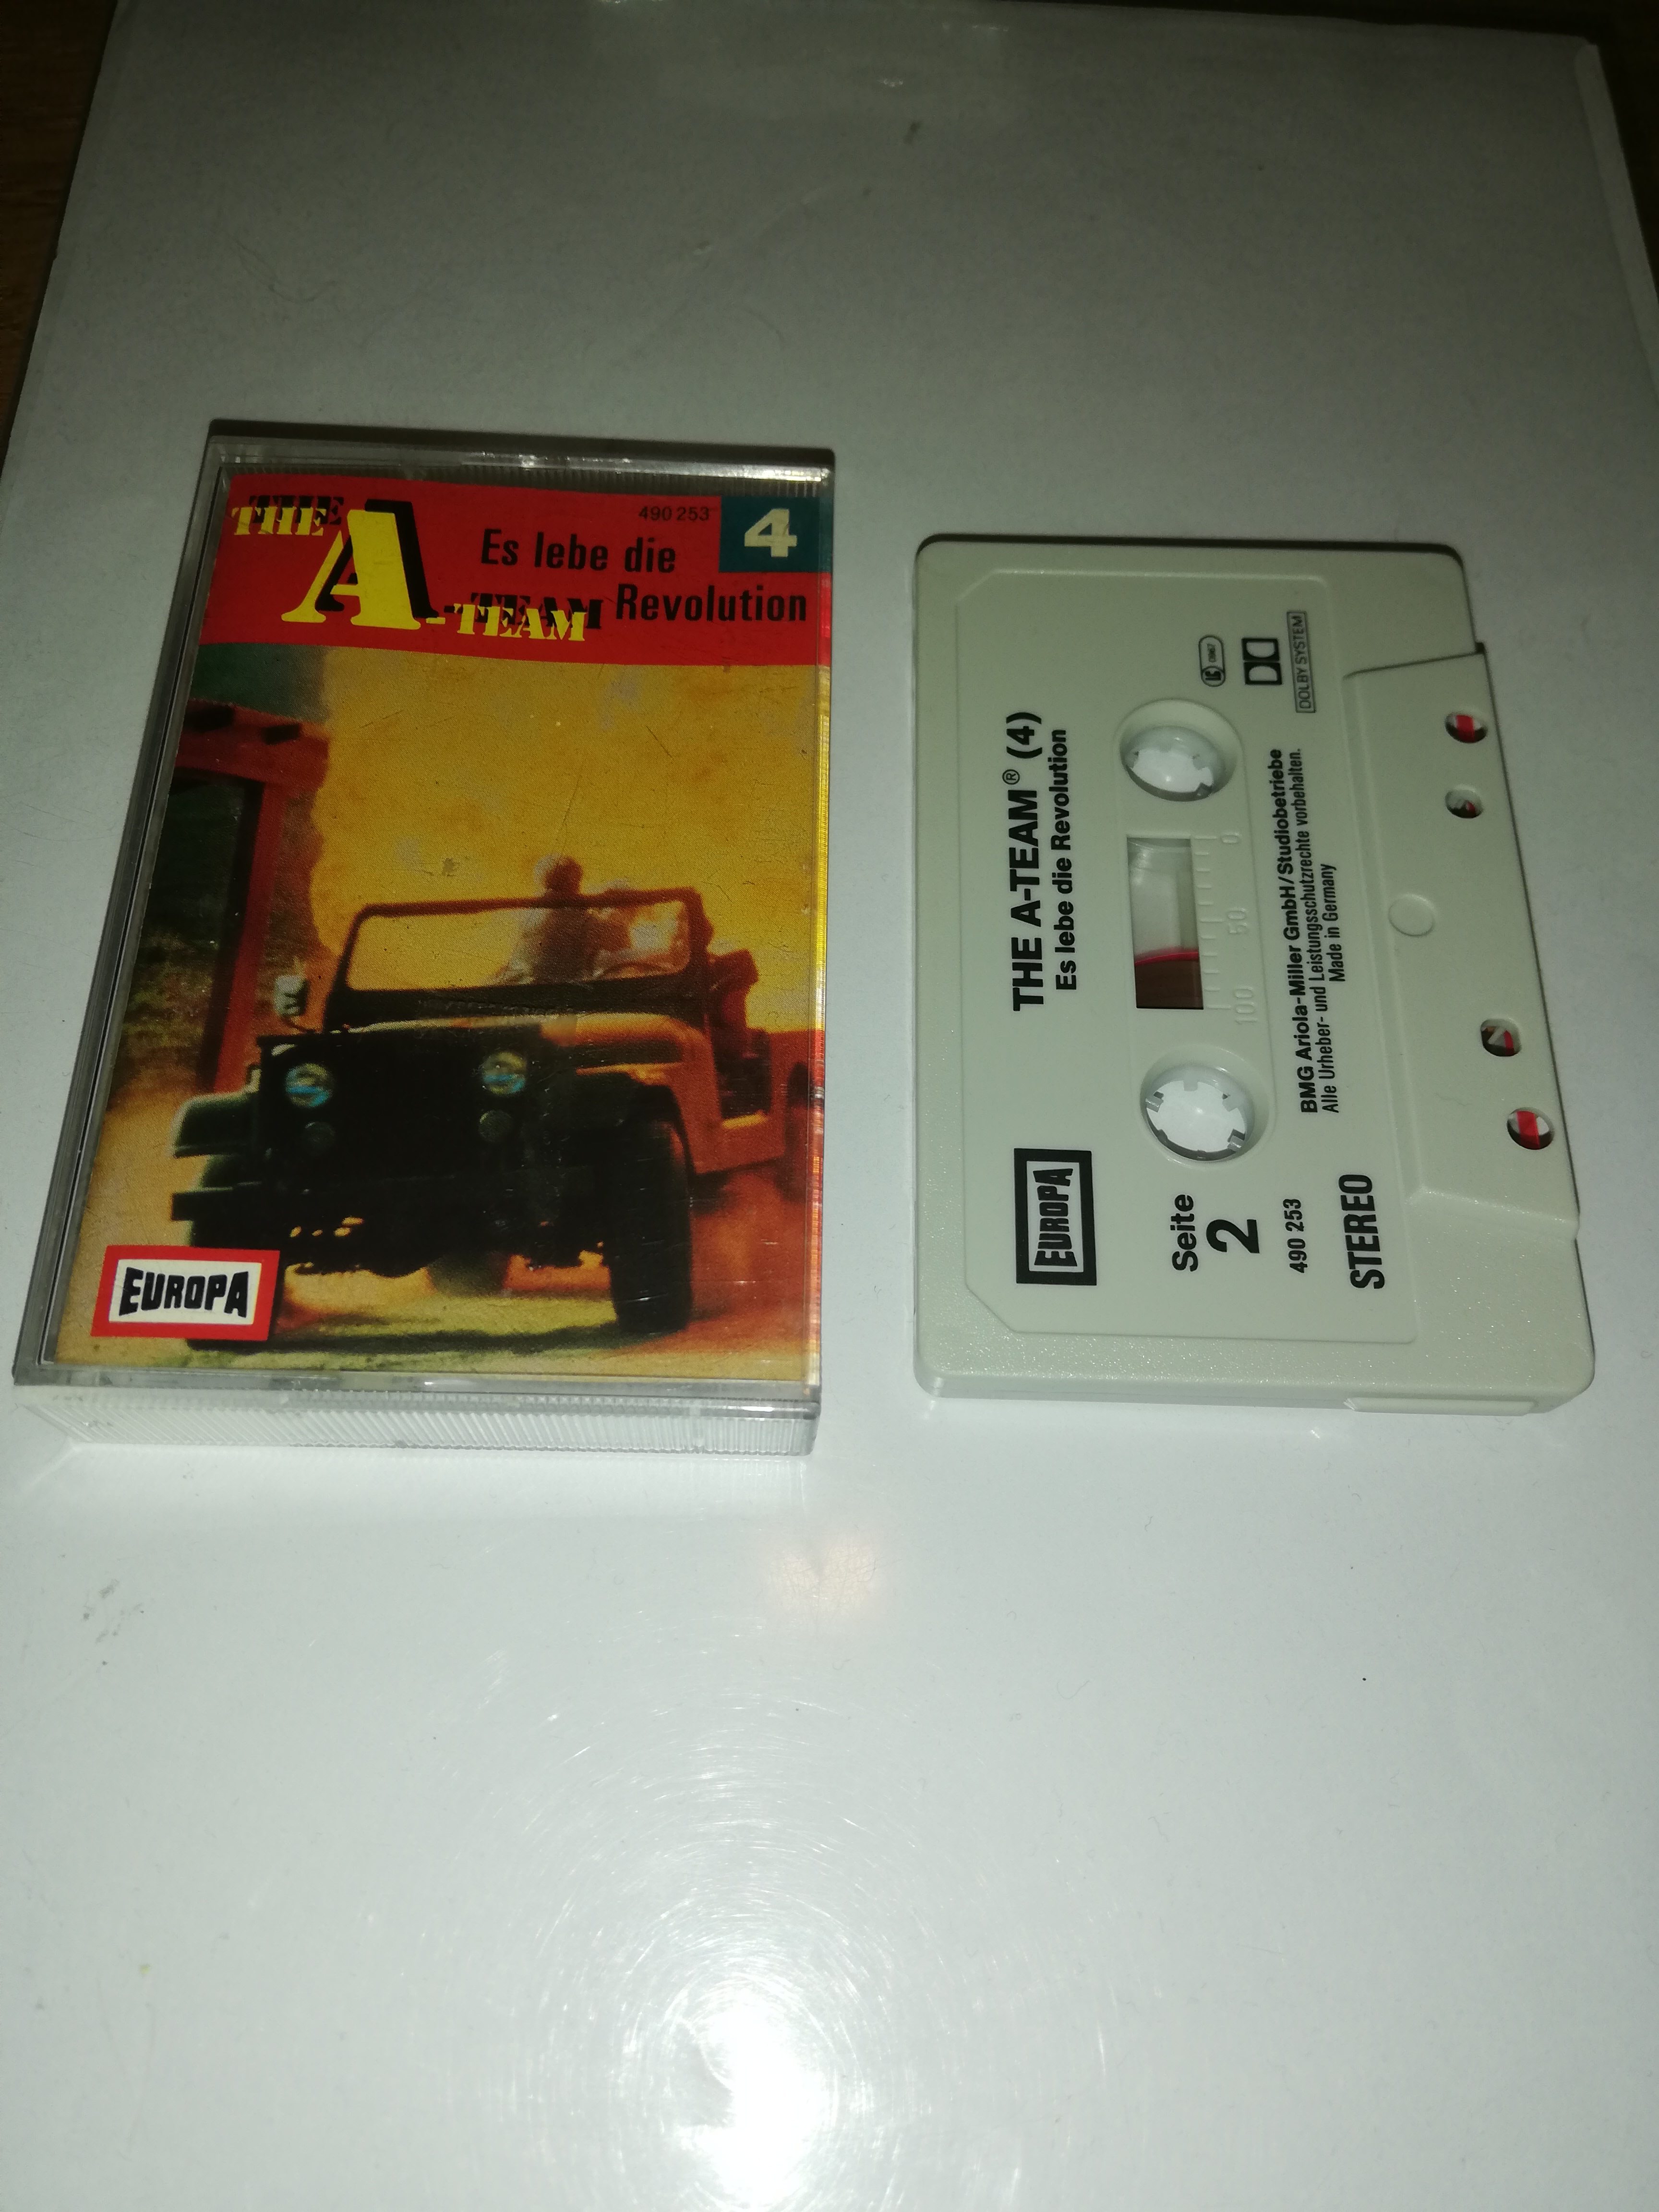 THE
A
-TEAM
490 253
4
Es lebe die
Revolution
EUROPA
THE A-TEAM® (4)
Es lebe die Revolution
EUROPA
Seite
2
490 253
STEREO
100 50 0
LC 0967
DOLBY SYSTEM
BMG Ariola-Miller GmbH/Studiobetriebe
Alle Urheber- und Leistungsschutzrechte vorbehalten.
Made in Germany